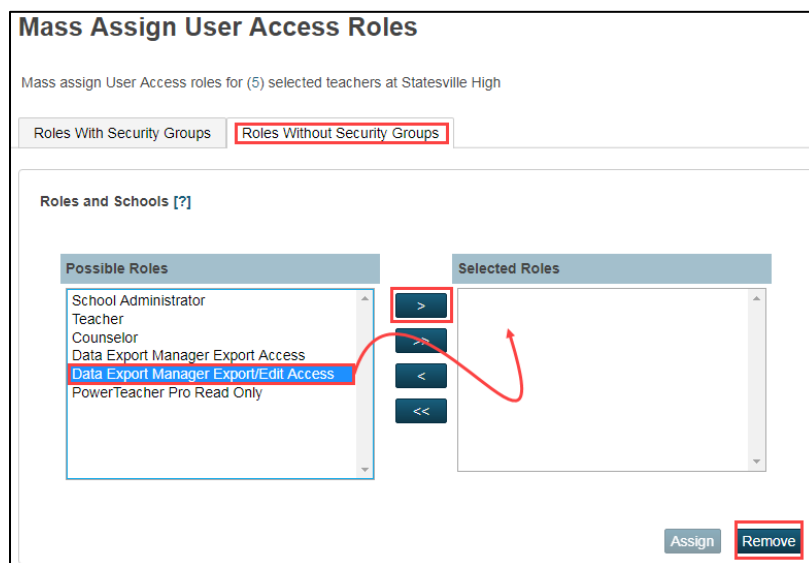 Mass Assign User Access Roles
Mass assign User Access roles for (5) selected teachers at Statesville High
Roles With Security Groups Roles Without Security Groups
Roles and Schools [?]
Possible Roles Selected Roles
School Administrator
Teacher
Counselor
Data Export Manager Export Access
Data Export Manager Export/Edit Access
PowerTeacher Pro Read Only
>
>>
<
<<
Assign Remove